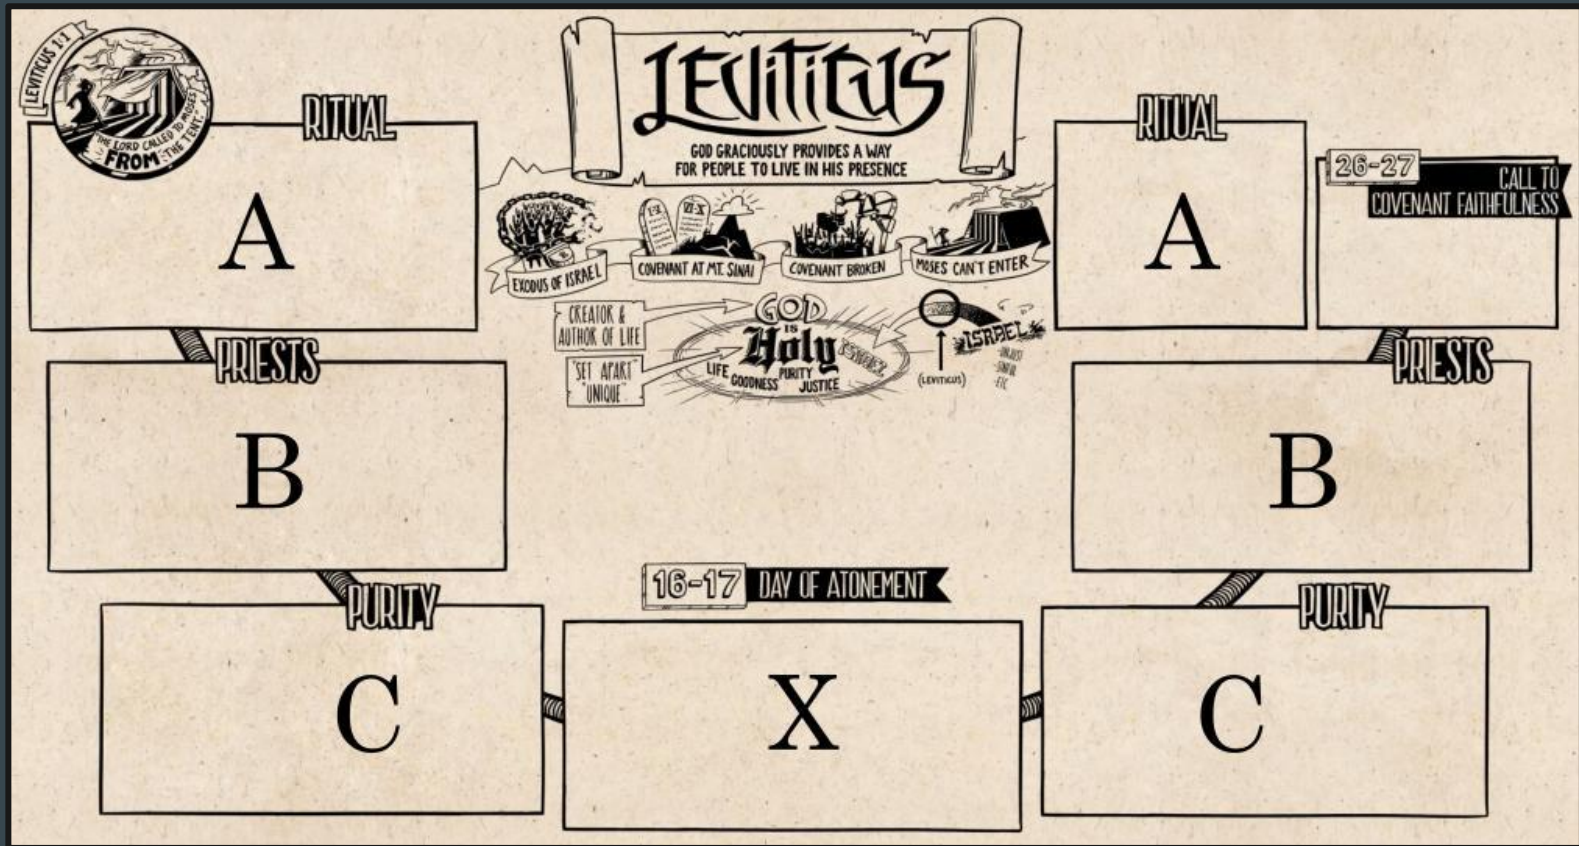 LEVITICUS 1:1
THE LORD CALLED TO MOSES
FROM THE TENT
LEVITICUS
GOD GRACIOUSLY PROVIDES A WAY
FOR PEOPLE TO LIVE IN HIS PRESENCE
EXODUS OF ISRAEL
COVENANT AT MT. SINAI
COVENANT BROKEN
MOSES CAN'T ENTER
CREATOR &
AUTHOR OF LIFE
"SET APART"
"UNIQUE"
GOD
IS
Holy
ISRAEL
LIFE
GOODNESS
PURITY
JUSTICE
(LEVITICUS)
ISRAEL
-UNJUST
-SINFUL
-ETC
RITUAL
A
PRIESTS
B
PURITY
C
16-17 DAY OF ATONEMENT
X
PURITY
C
PRIESTS
B
RITUAL
A
26-27 CALL TO
COVENANT FAITHFULNESS